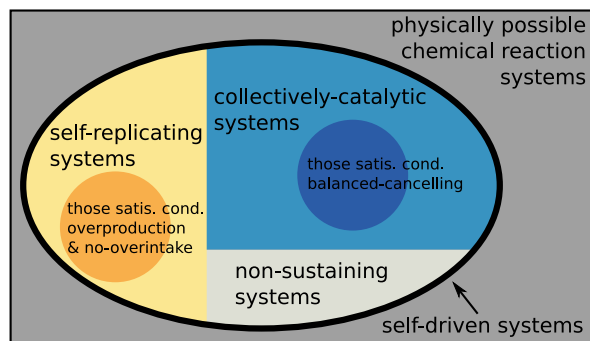 physically possible
chemical reaction
systems
collectively-catalytic
systems
self-replicating
systems
those satis. cond.
balanced-cancelling
those satis. cond.
overproduction
& no-overintake
non-sustaining
systems
self-driven systems